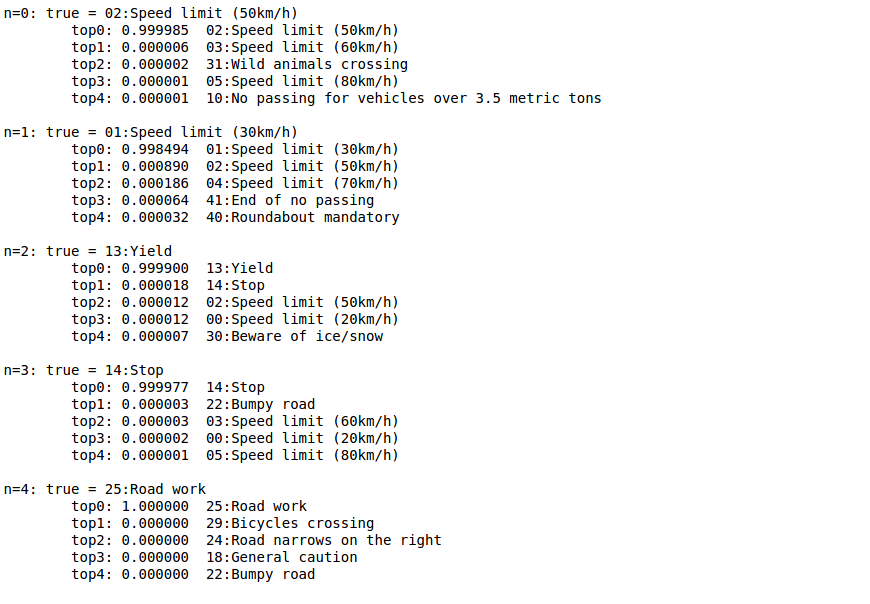 n=0: true = 02:Speed limit (50km/h)
top0: 0.999985 02:Speed limit (50km/h)
top1: 0.000006 03:Speed limit (60km/h)
top2: 0.000002 31:Wild animals crossing
top3: 0.000001 05:Speed limit (80km/h)
top4: 0.000001 10:No passing for vehicles over 3.5 metric tons
n=1: true = 01:Speed limit (30km/h)
top0: 0.998494 01:Speed limit (30km/h)
top1: 0.000890 02:Speed limit (50km/h)
top2: 0.000186 04:Speed limit (70km/h)
top3: 0.000064 41:End of no passing
top4: 0.000032 40:Roundabout mandatory
n=2: true = 13:Yield
top0: 0.999900 13:Yield
top1: 0.000018 14:Stop
top2: 0.000012 02:Speed limit (50km/h)
top3: 0.000012 00:Speed limit (20km/h)
top4: 0.000007 30:Beware of ice/snow
n=3: true = 14:Stop
top0: 0.999977 14:Stop
top1: 0.000003 22:Bumpy road
top2: 0.000003 03:Speed limit (60km/h)
top3: 0.000002 00:Speed limit (20km/h)
top4: 0.000001 05:Speed limit (80km/h)
n=4: true = 25:Road work
top0: 1.000000 25:Road work
top1: 0.000000 29:Bicycles crossing
top2: 0.000000 24:Road narrows on the right
top3: 0.000000 18:General caution
top4: 0.000000 22:Bumpy road